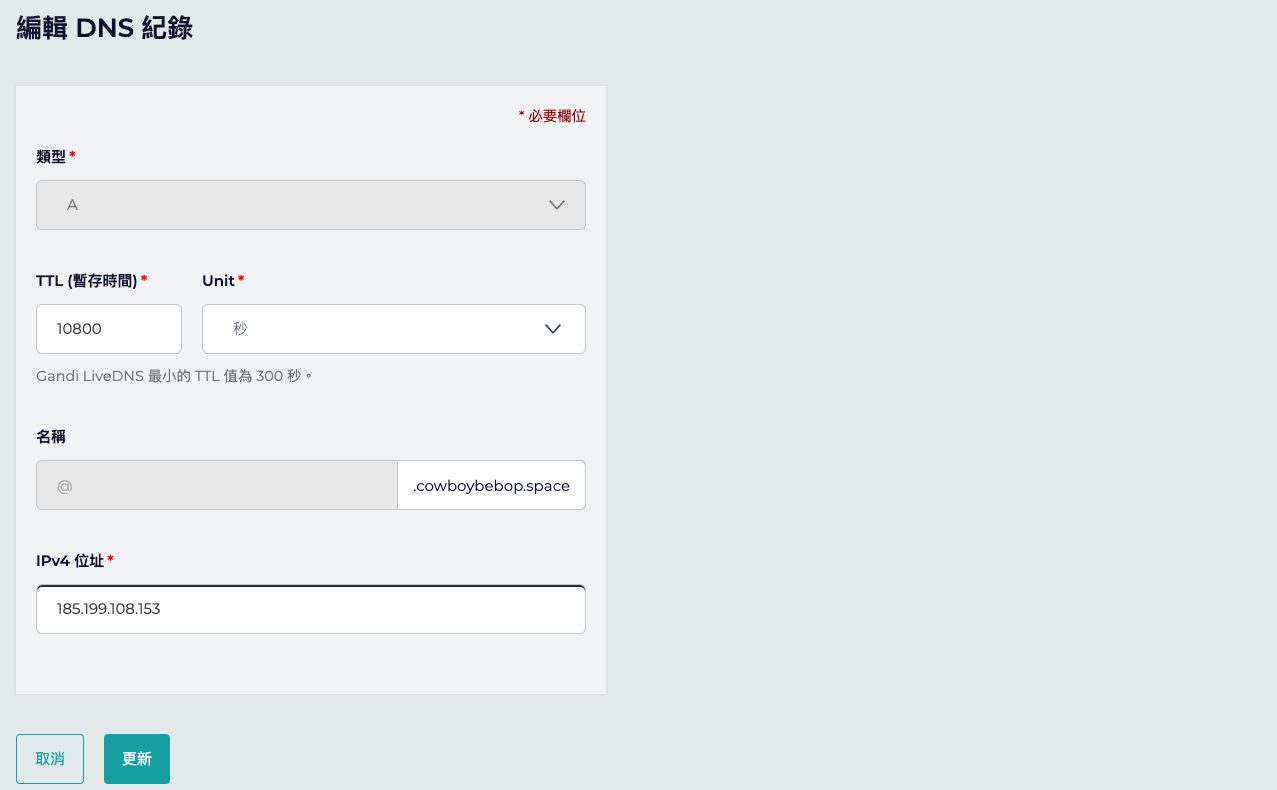 編輯 DNS 紀錄
* 必要欄位
類型 *
A
TTL (暫存時間) * Unit *
10800 秒
Gandi LiveDNS 最小的 TTL 值為 300 秒。
名稱
@ .cowboybebop.space
IPv4 位址 *
185.199.108.153
取消 更新